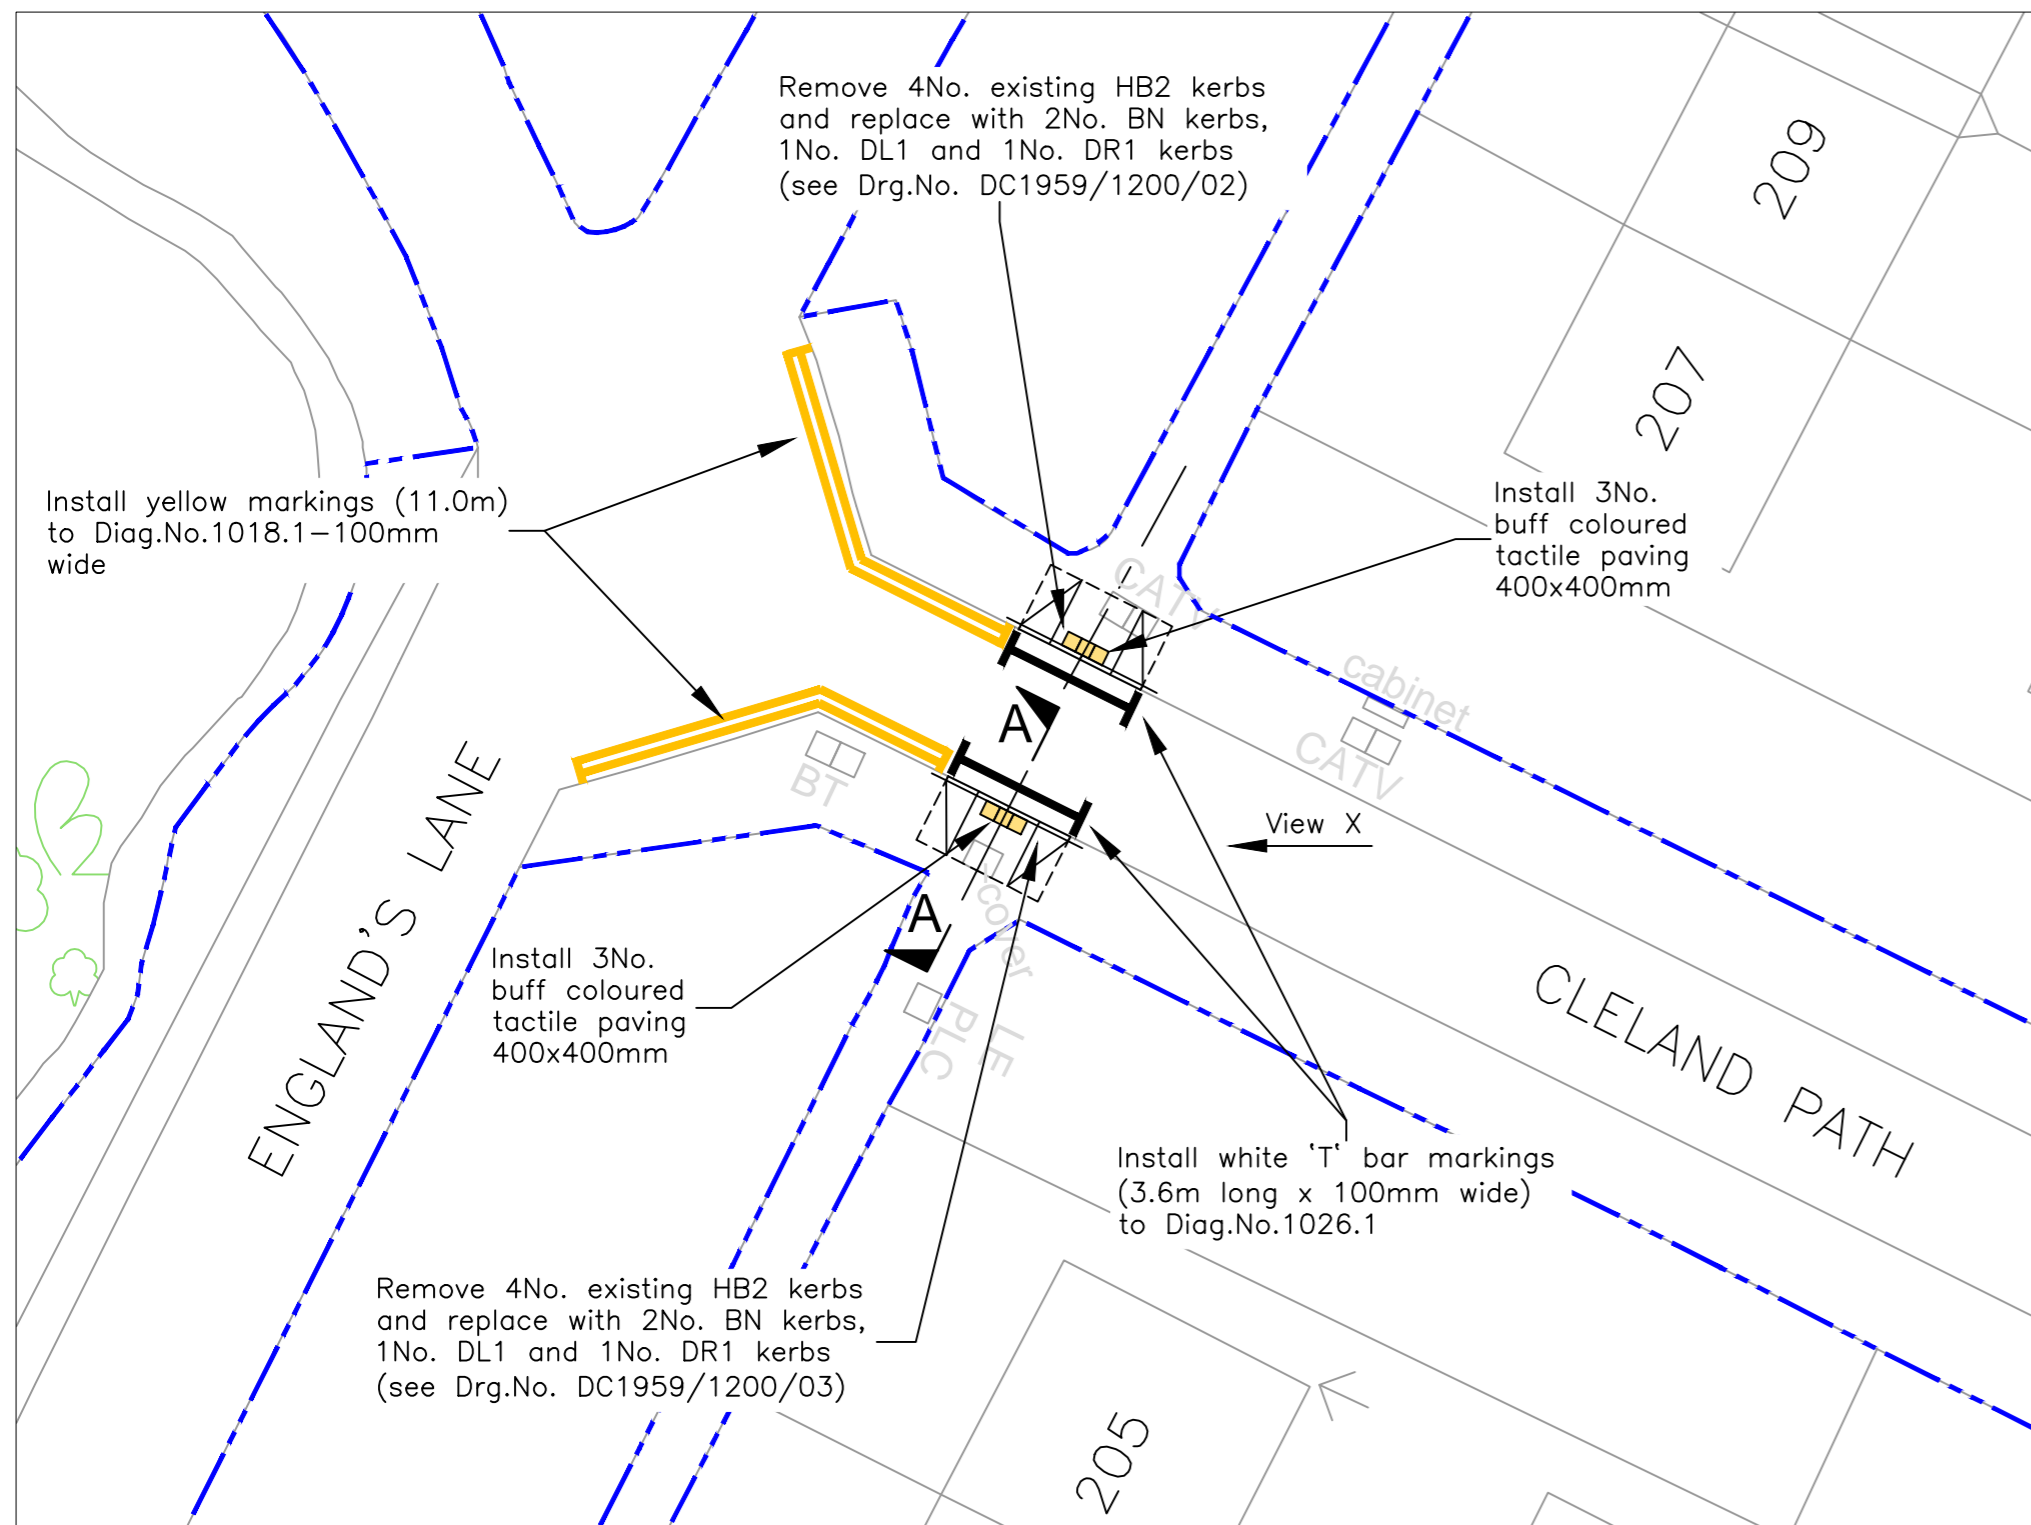 Remove 4No. existing HB2 kerbs
and replace with 2No. BN kerbs,
1No. DL1 and 1No. DR1 kerbs
(see Drg.No. DC1959/1200/02)
209
207
Install yellow markings (11.0m)
to Diag.No.1018.1-100mm
wide
Install 3No.
buff coloured
tactile paving
400x400mm
CATV
cabinet
CATV
A
BT
View X
A
cover
ENGLAND'S LANE
Install 3No.
buff coloured
tactile paving
400x400mm
LE
PLC
CLELAND PATH
Install white ‘T‘ bar markings
(3.6m long x 100mm wide)
to Diag.No.1026.1
Remove 4No. existing HB2 kerbs
and replace with 2No. BN kerbs,
1No. DL1 and 1No. DR1 kerbs
(see Drg.No. DC1959/1200/03)
205